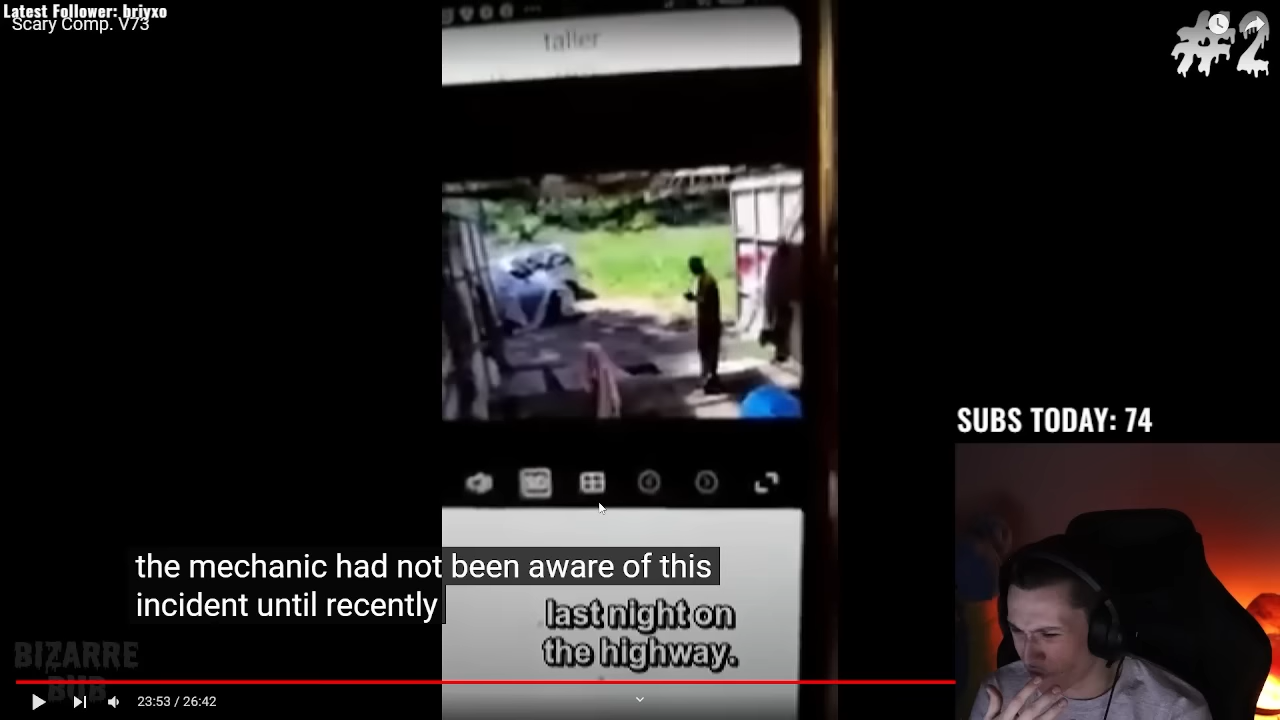 Latest Follower: briyxo
Scary Comp. V73
#2
taller
SUBS TODAY: 74
the mechanic had not been aware of this
incident until recently
last night on
the highway.
BIZARRE
BUB
23:53 / 26:42